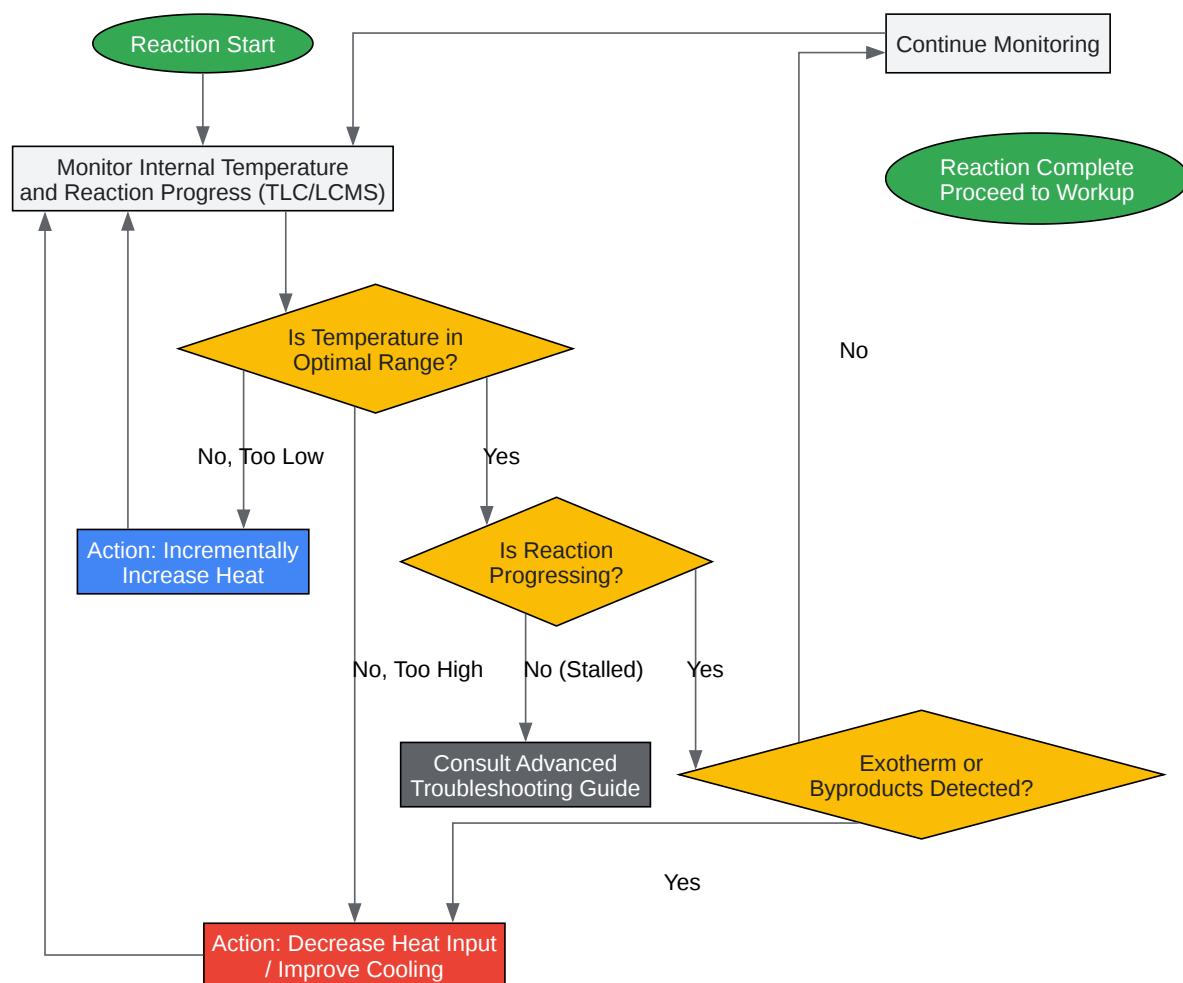 Reaction Start
Continue Monitoring
Monitor Internal Temperature
and Reaction Progress (TLC/LCMS)
Reaction Complete
Proceed to Workup
Is Temperature in
Optimal Range?
No
No, Too Low
Yes
Action: Incrementally
Increase Heat
Is Reaction
Progressing?
No, Too High
No (Stalled)
Yes
Consult Advanced
Troubleshooting Guide
Exotherm or
Byproducts Detected?
Yes
Action: Decrease Heat Input
/ Improve Cooling